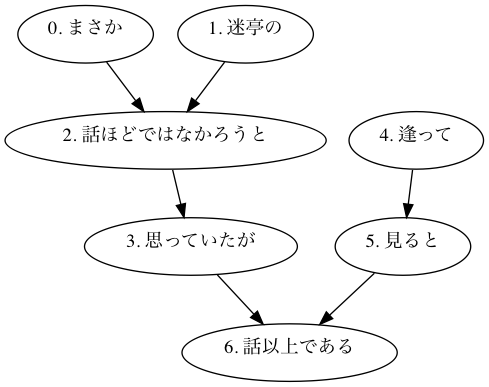 0. まさか
1. 迷亭の
2. 話ほどではなかろうと
4. 逢って
3. 思っていたが
5. 見ると
6. 話以上である